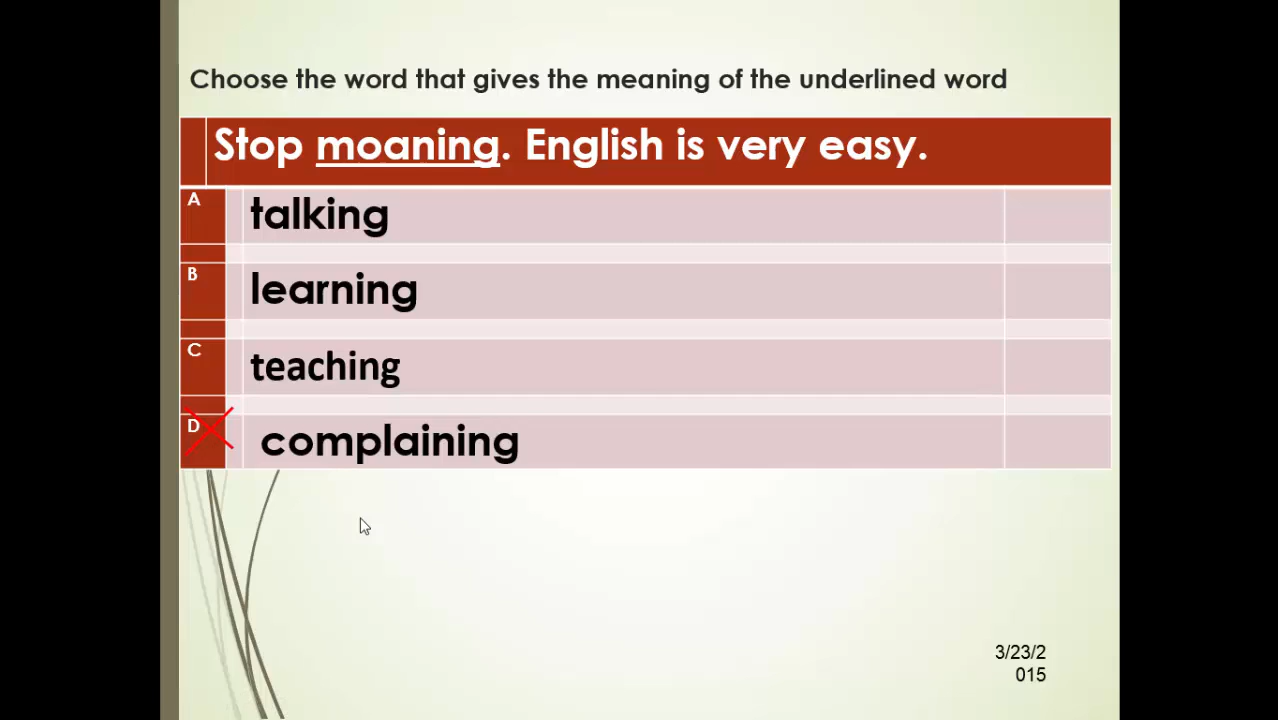 Choose the word that gives the meaning of the underlined word
Stop moaning. English is very easy.
A talking
B learning
C teaching
D complaining
3/23/2
015